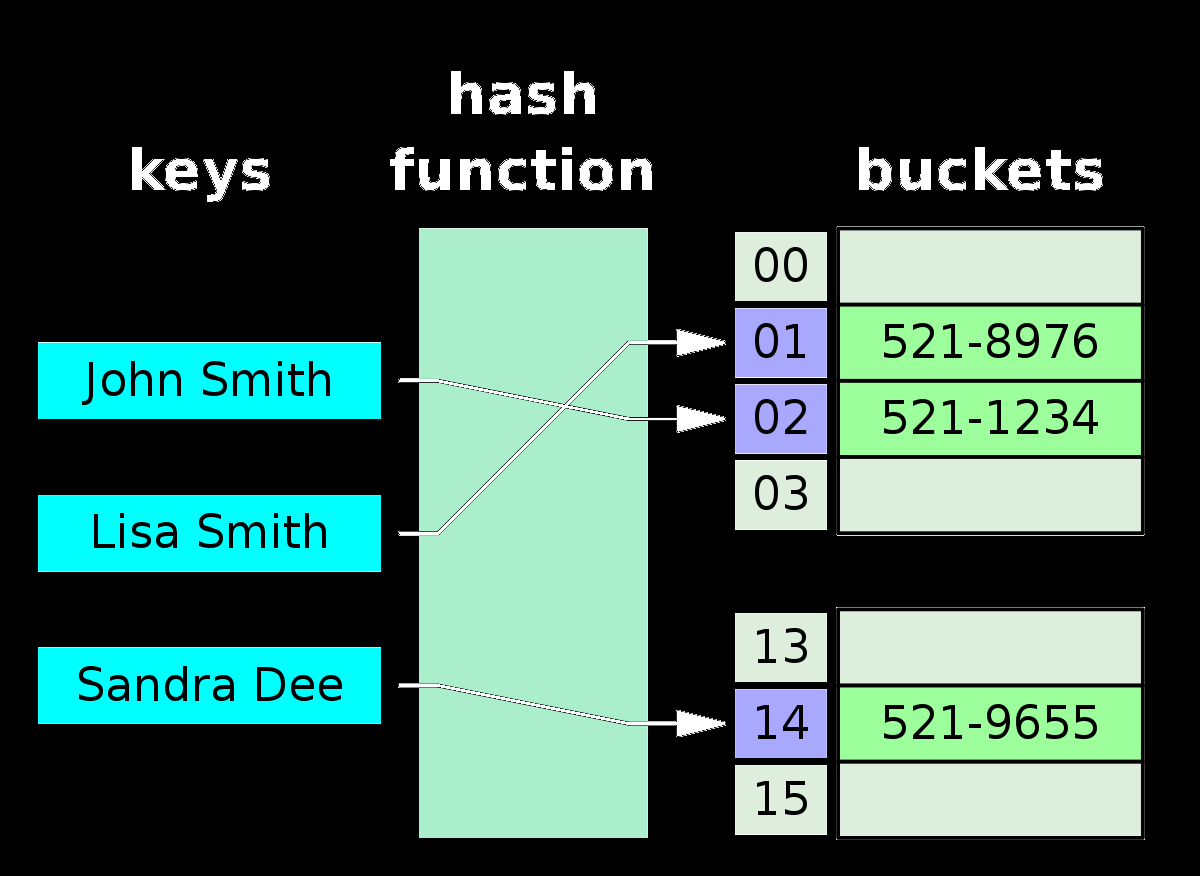 hash
keys function buckets
00
01 521-8976
John Smith
02 521-1234
03
Lisa Smith
13
Sandra Dee
14 521-9655
15